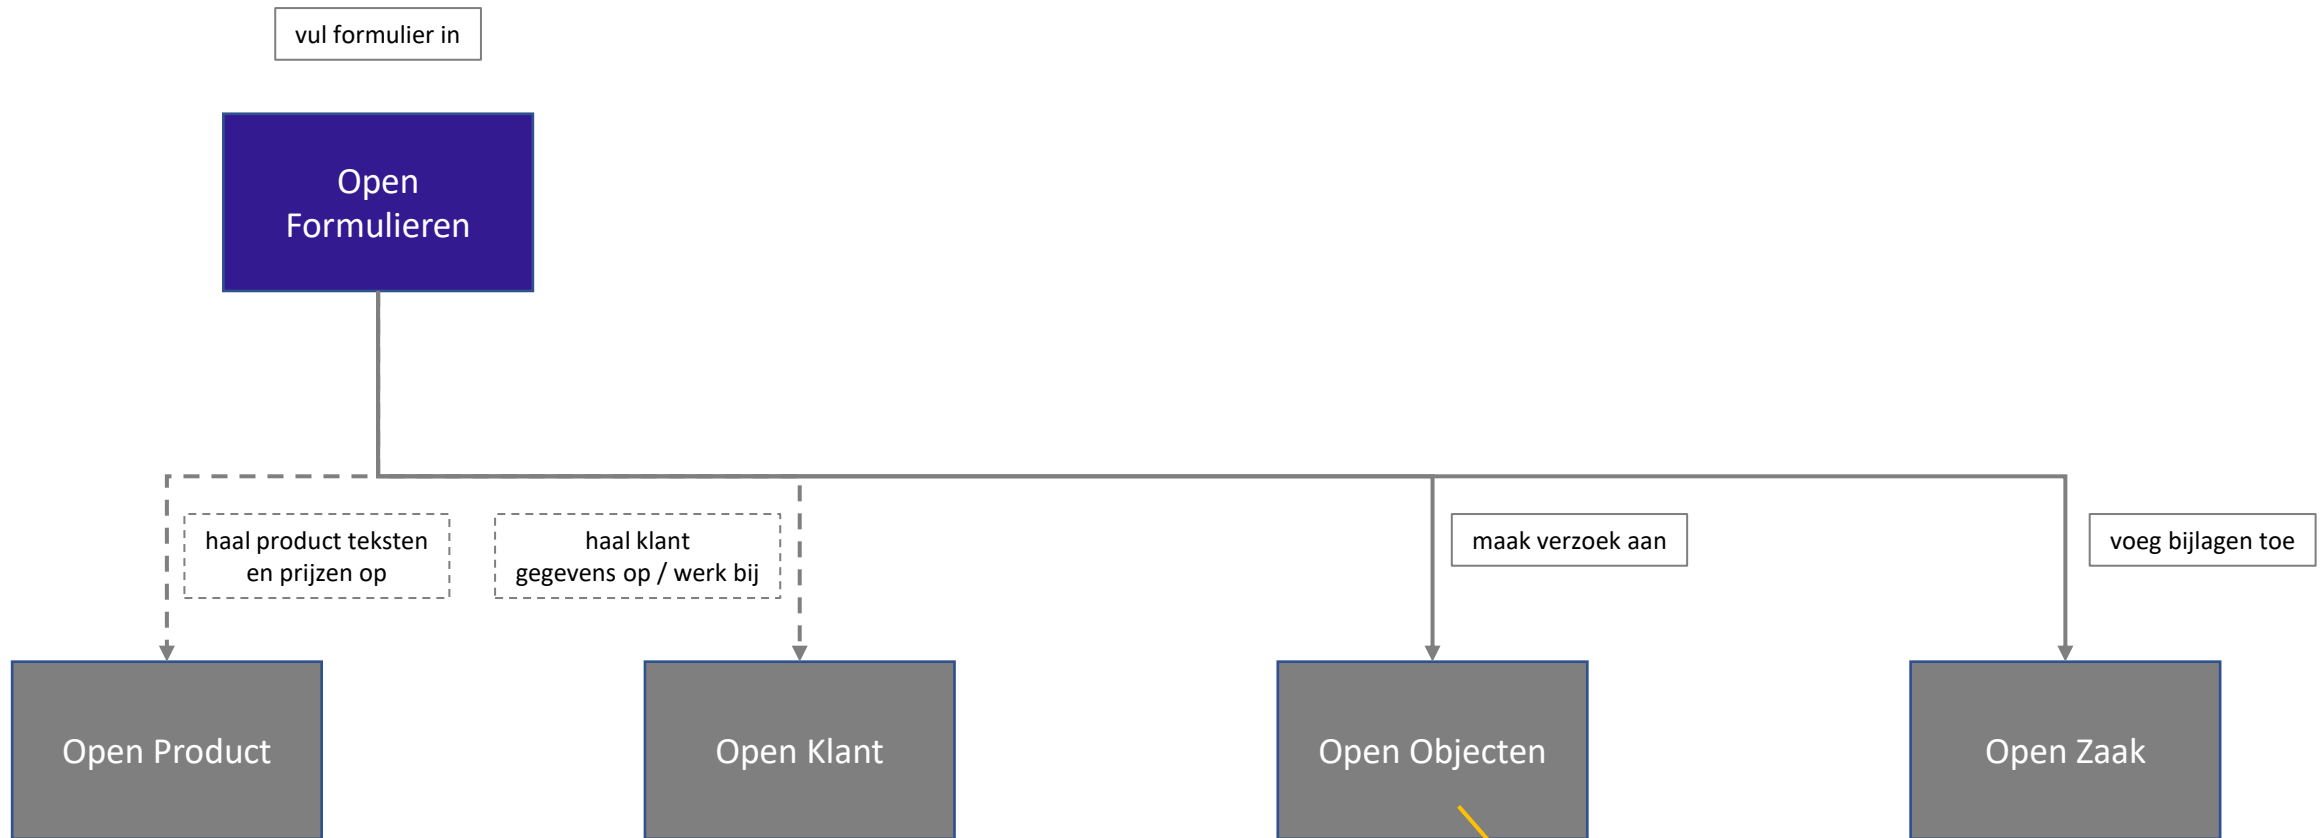 vul formulier in
Open
Formulieren
haal product teksten
en prijzen op
haal klant
gegevens op / werk bij
maak verzoek aan
voeg bijlagen toe
Open Product
Open Klant
Open Objecten
Open Zaak